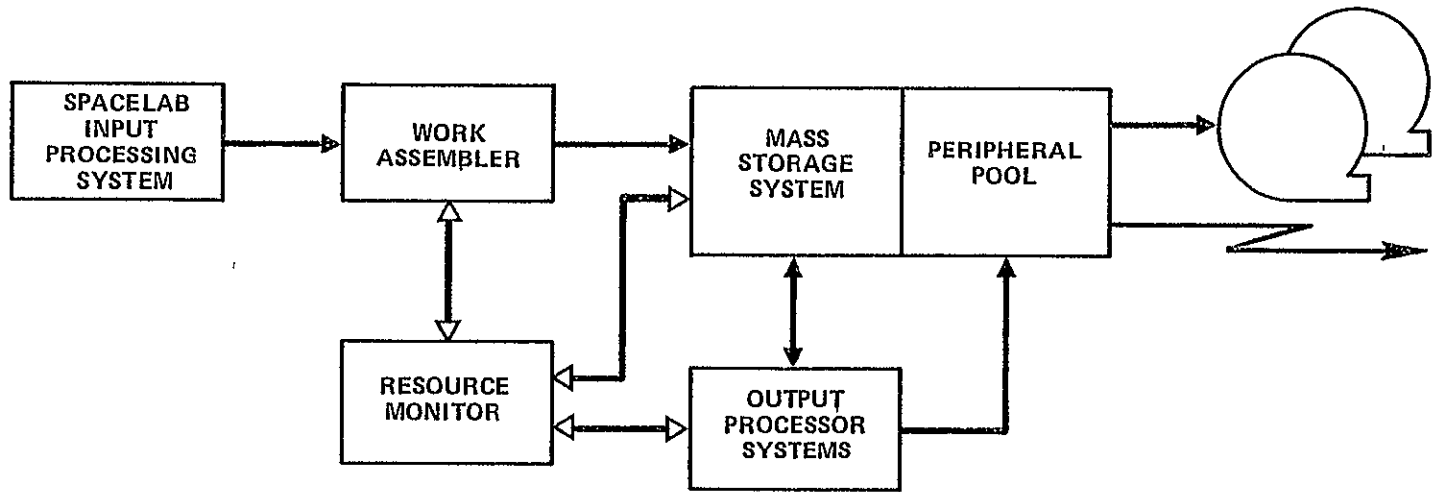 SPACELAB
INPUT
PROCESSING
SYSTEM
WORK
ASSEMBLER
MASS
STORAGE
SYSTEM
PERIPHERAL
POOL
RESOURCE
MONITOR
OUTPUT
PROCESSOR
SYSTEMS